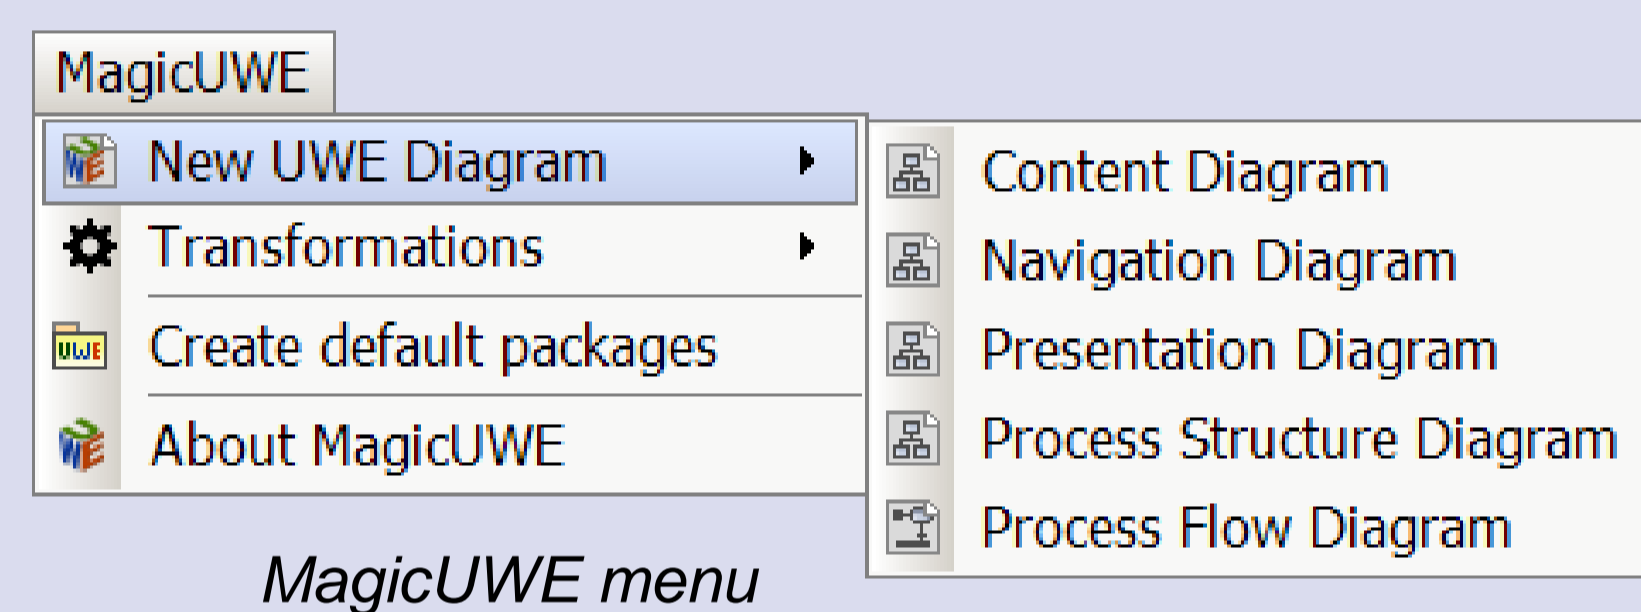 MagicUWE
New UWE Diagram
Transformations
UWE
Create default packages
About MagicUWE
Content Diagram
Navigation Diagram
Presentation Diagram
Process Structure Diagram
Process Flow Diagram
MagicUWE menu